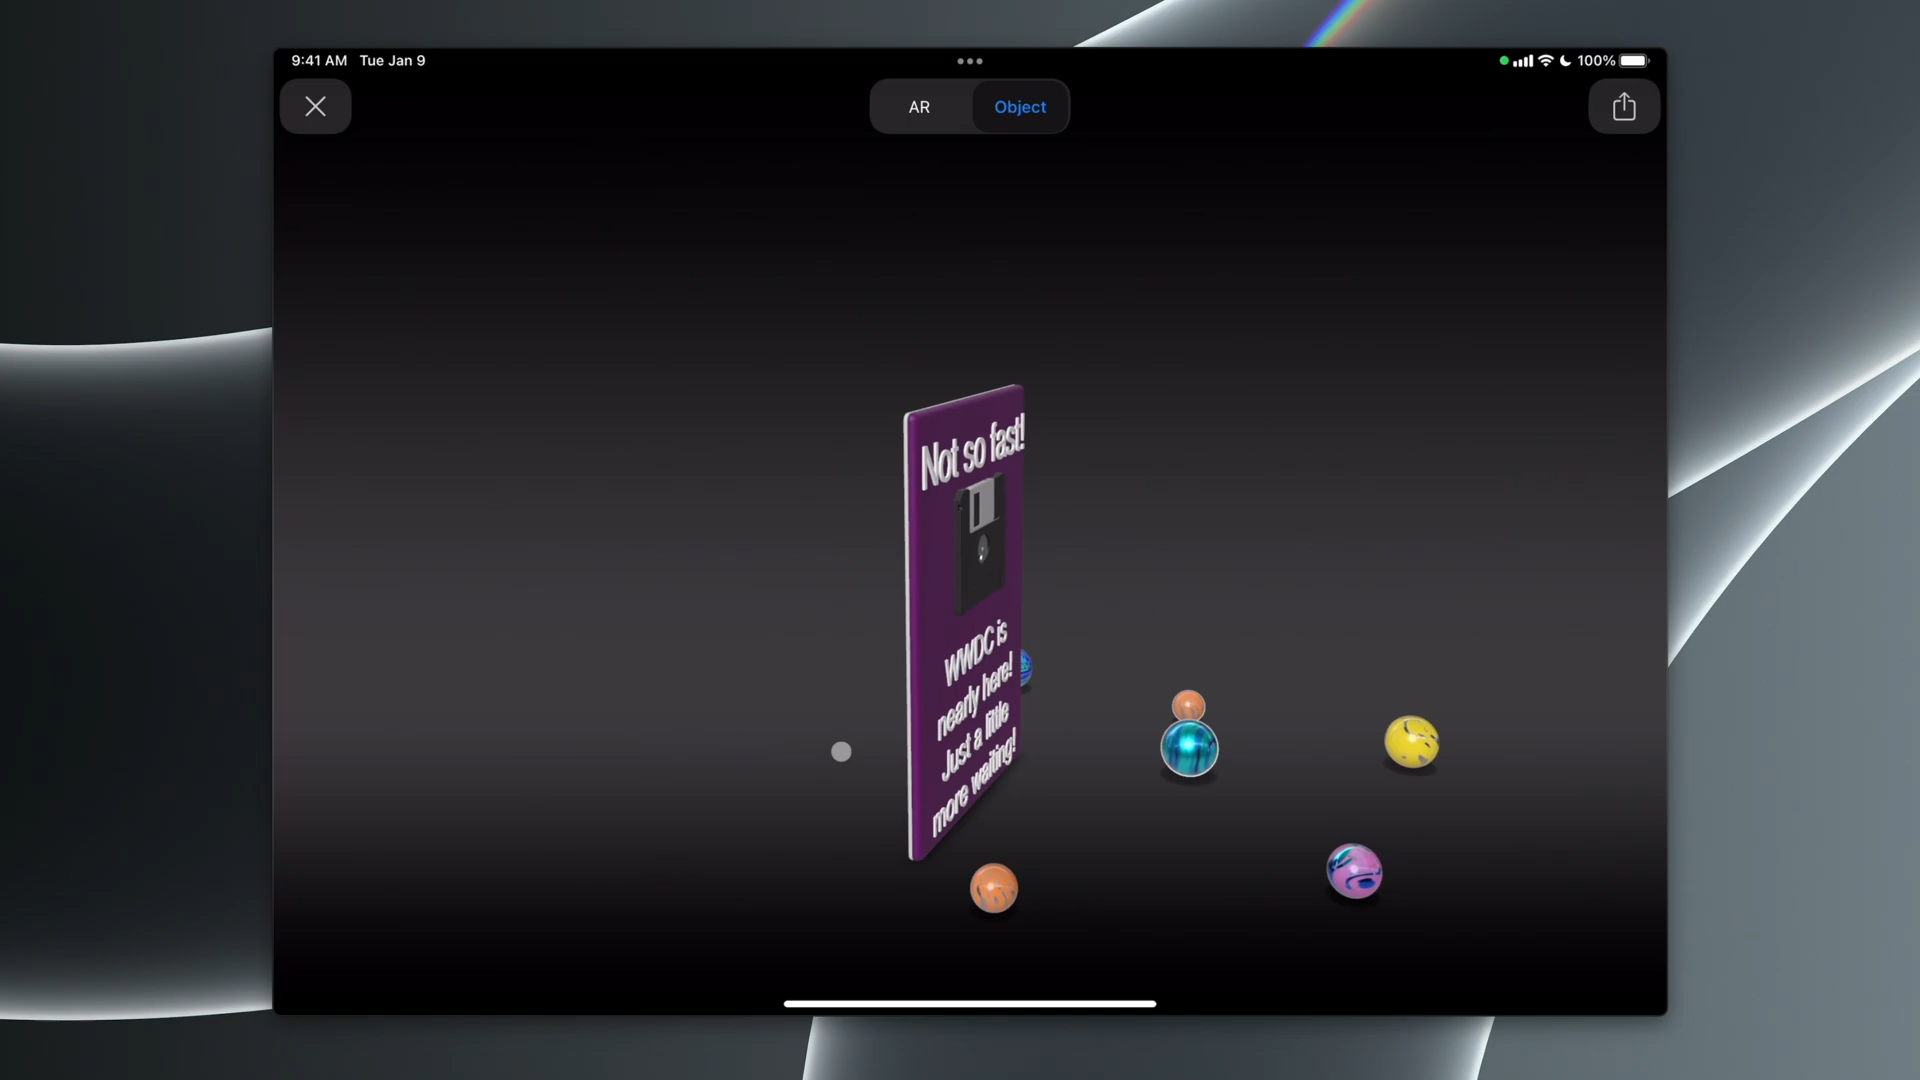 9:41 AM Tue Jan 9
100%
AR Object
Not so fast!
WWDC is
nearly here!
Just a little
more waiting!